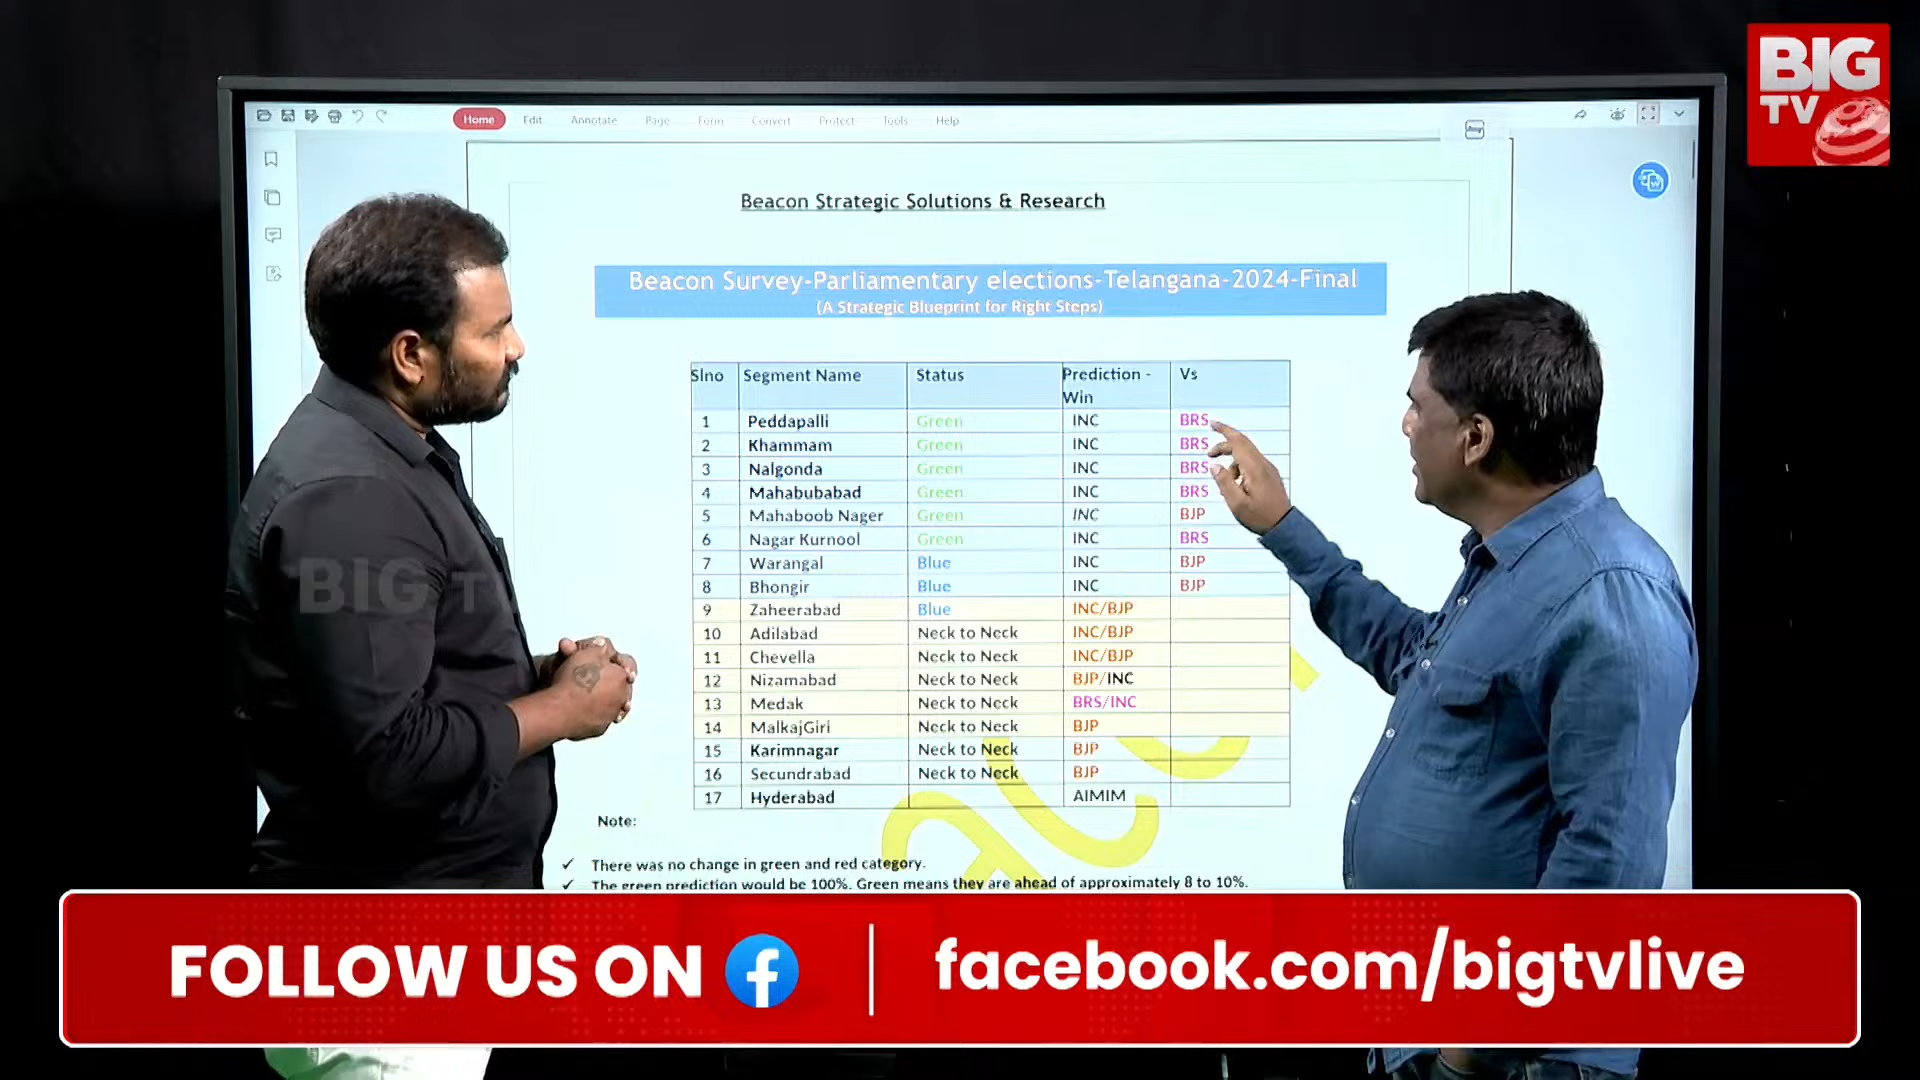 BIG
TV
Home Edit Annotate Page Form Convert Protect Tools Help
Beacon Strategic Solutions & Research
Beacon Survey-Parliamentary elections-Telangana-2024-Final
(A Strategic Blueprint for Right Steps)
Slno Segment Name Status Prediction - Win Vs
1 Peddapalli Green INC BRS
2 Khammam Green INC BRS
3 Nalgonda Green INC BRS
4 Mahabubabad Green INC BRS
5 Mahaboob Nager Green INC BJP
6 Nagar Kurnool Green INC BRS
7 Warangal Blue INC BJP
8 Bhongir Blue INC BJP
9 Zaheerabad Blue INC/BJP
10 Adilabad Neck to Neck INC/BJP
11 Chevella Neck to Neck INC/BJP
12 Nizamabad Neck to Neck BJP/INC
13 Medak Neck to Neck BRS/INC
14 MalkajGiri Neck to Neck BJP
15 Karimnagar Neck to Neck BJP
16 Secundrabad Neck to Neck BJP
17 Hyderabad AIMIM
Note:
✓ There was no change in green and red category.
✓ The green prediction would be 100%. Green means they are ahead of approximately 8 to 10%.
BIG TV
FOLLOW US ON facebook.com/bigtvlive